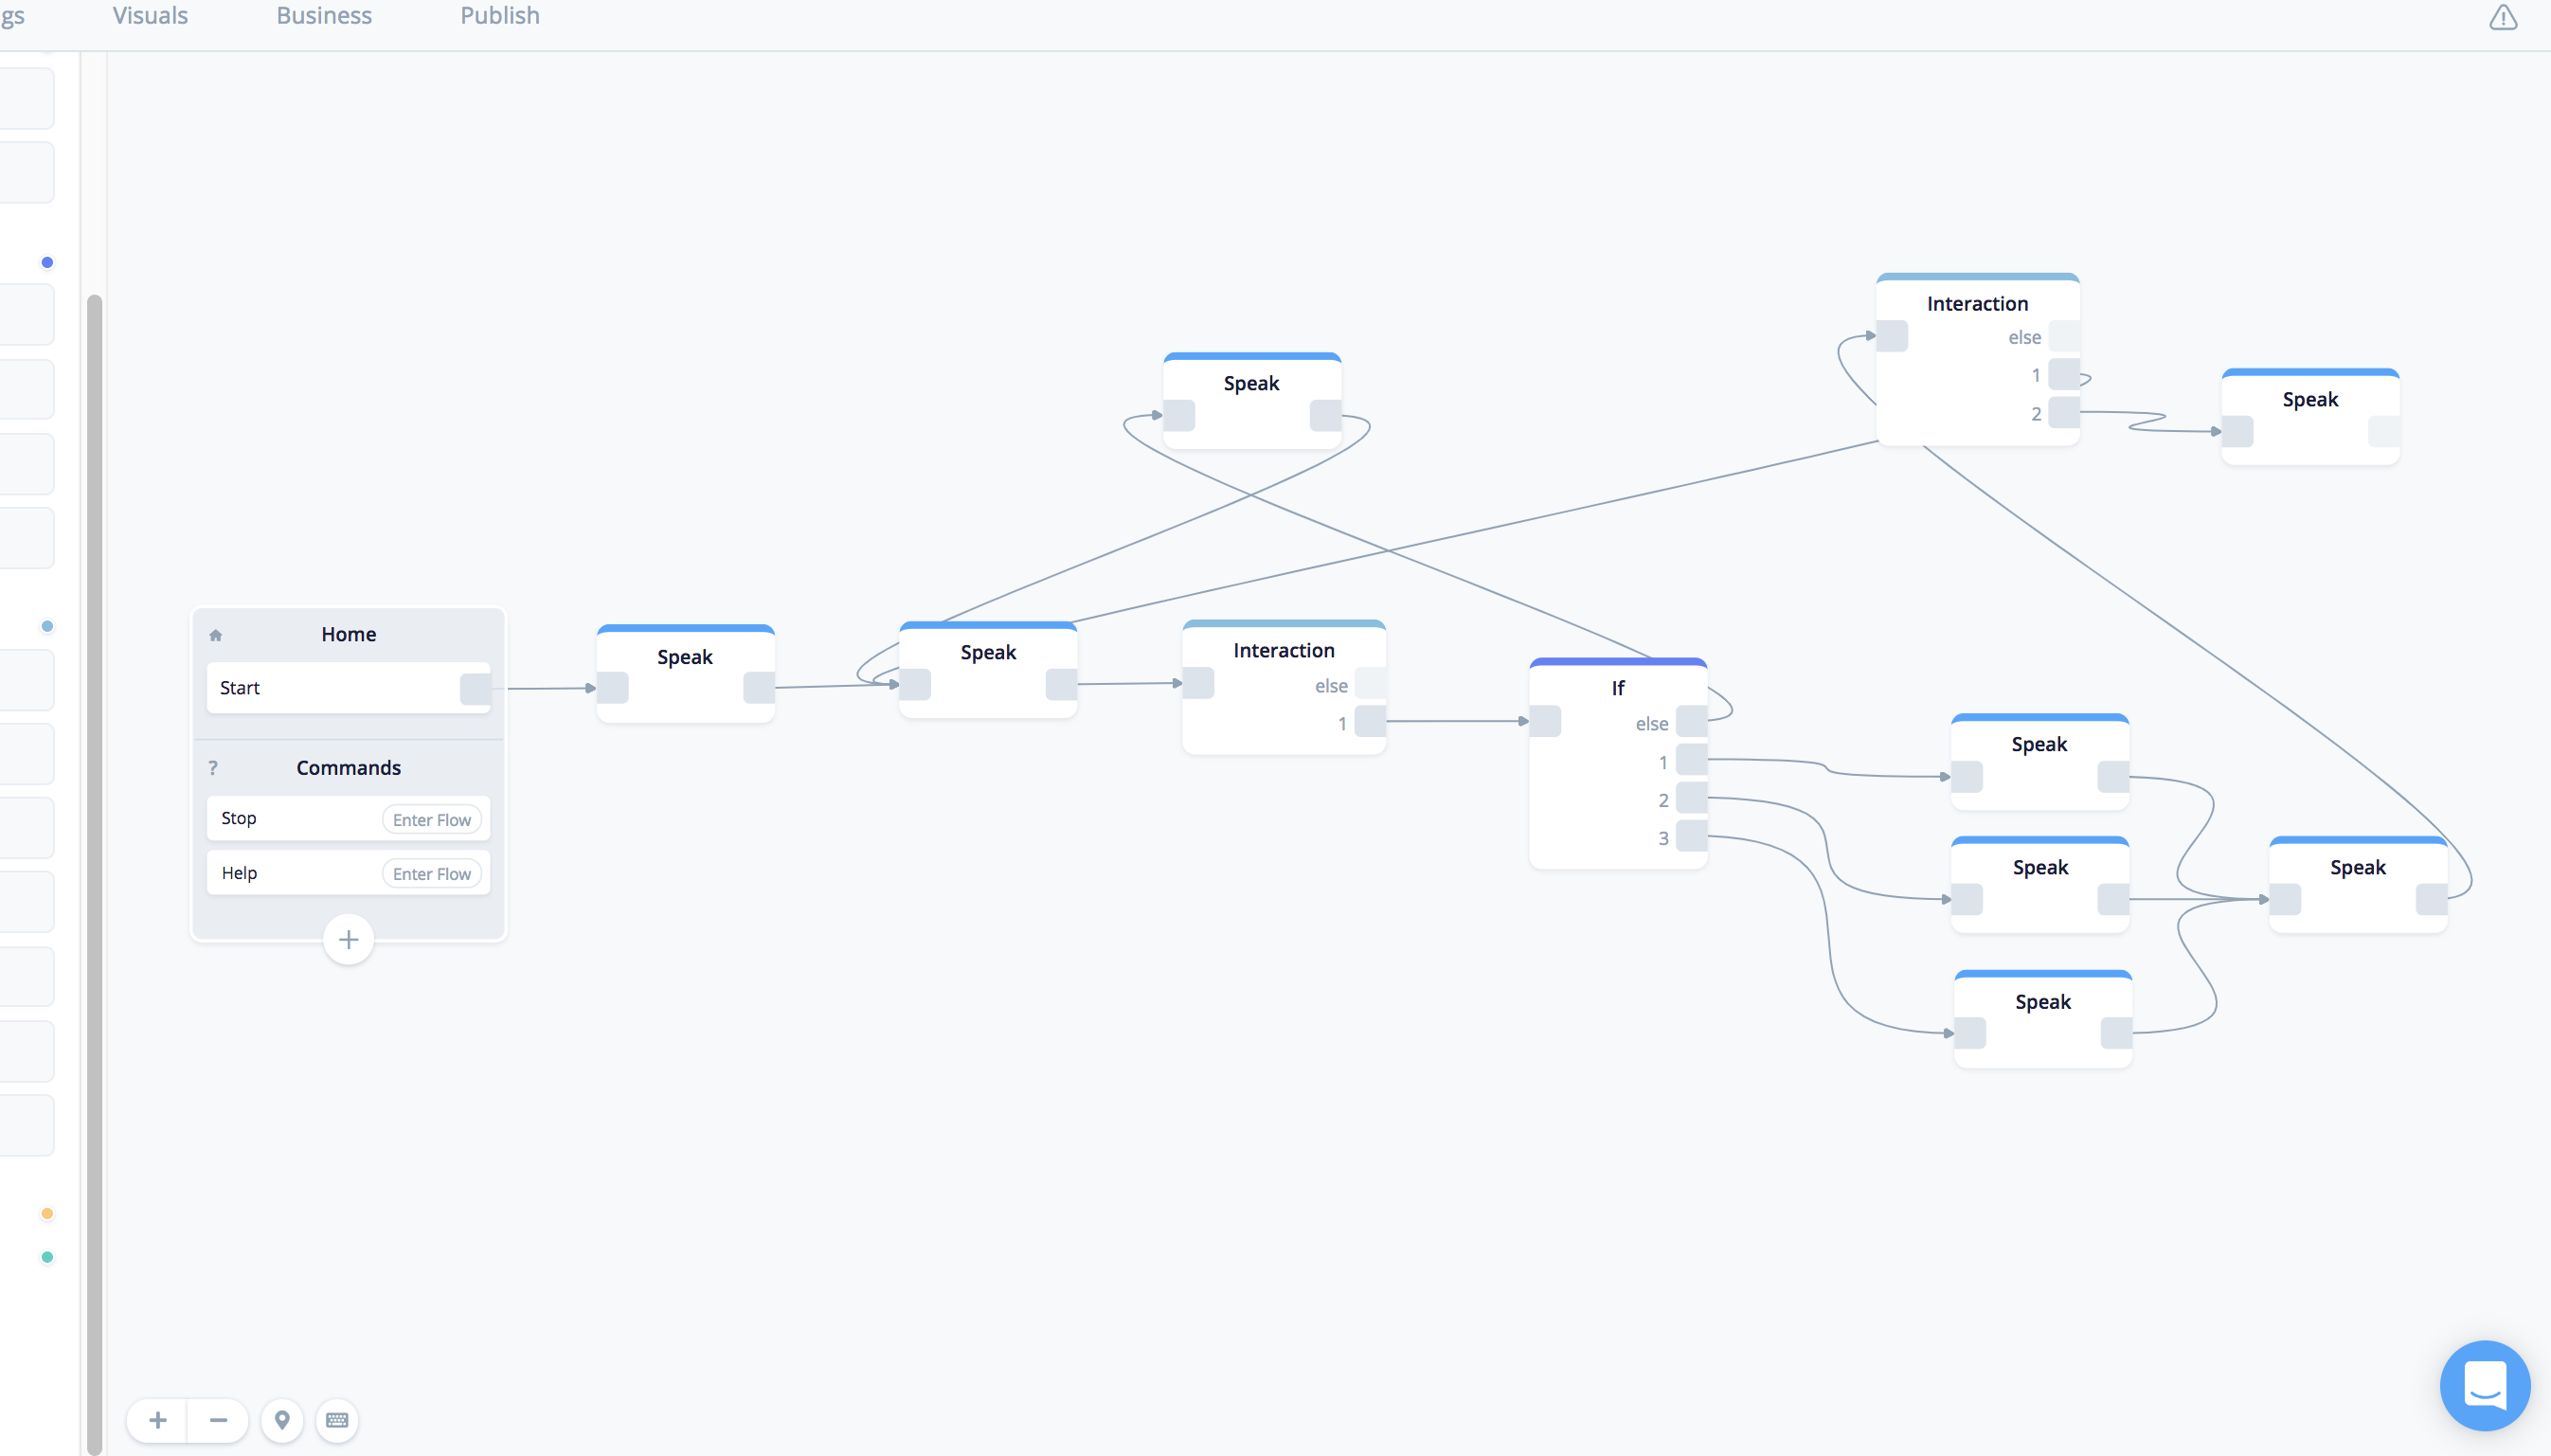 gs Visuals Business Publish
Interaction
else
1
2
Speak
Speak
Home
Start
Commands
?
Stop Enter Flow
Help Enter Flow
Speak
Speak
Interaction
else
1
If
else
1
2
3
Speak
Speak
Speak
Speak